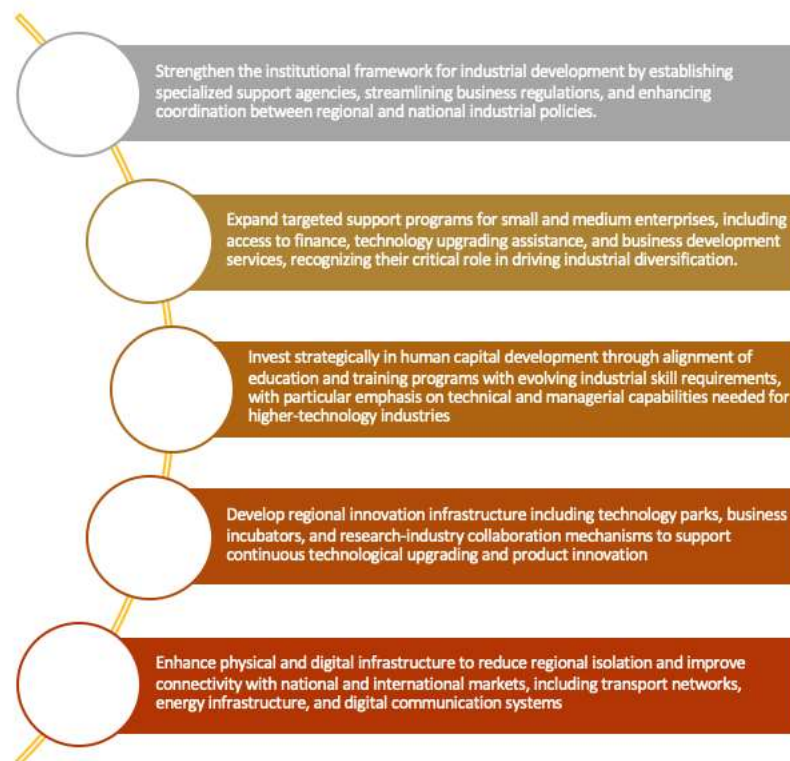 Strengthen the institutional framework for industrial development by establishing
specialized support agencies, streamlining business regulations, and enhancing
coordination between regional and national industrial policies.
Expand targeted support programs for small and medium enterprises, including
access to finance, technology upgrading assistance, and business development
services, recognizing their critical role in driving industrial diversification.
Invest strategically in human capital development through alignment of
education and training programs with evolving industrial skill requirements,
with particular emphasis on technical and managerial capabilities needed for
higher-technology industries
Develop regional innovation infrastructure including technology parks, business
incubators, and research-industry collaboration mechanisms to support
continuous technological upgrading and product innovation
Enhance physical and digital infrastructure to reduce regional isolation and improve
connectivity with national and international markets, including transport networks,
energy infrastructure, and digital communication systems